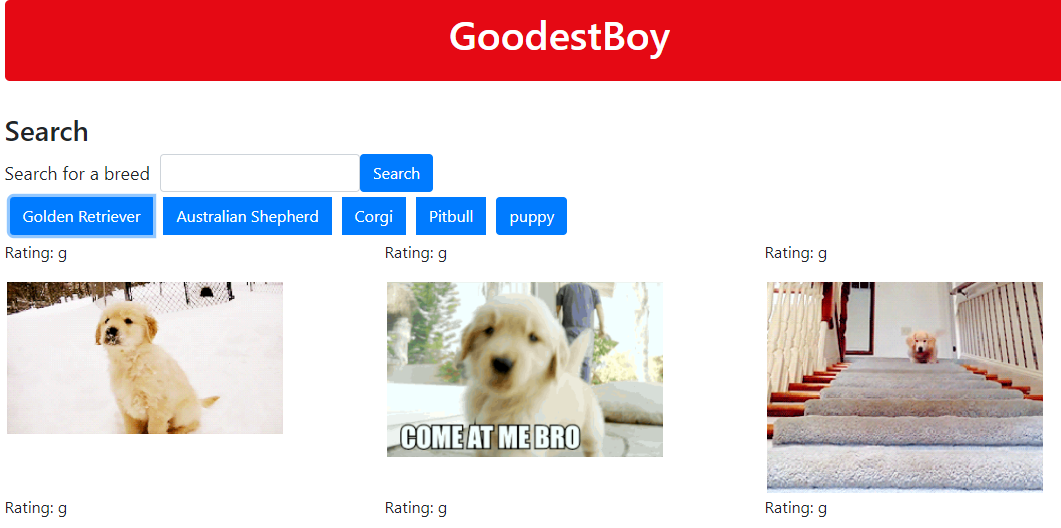 GoodestBoy
Search
Search for a breed Search
Golden Retriever Australian Shepherd Corgi Pitbull puppy
Rating: g Rating: g Rating: g
COME AT ME BRO
Rating: g Rating: g Rating: g